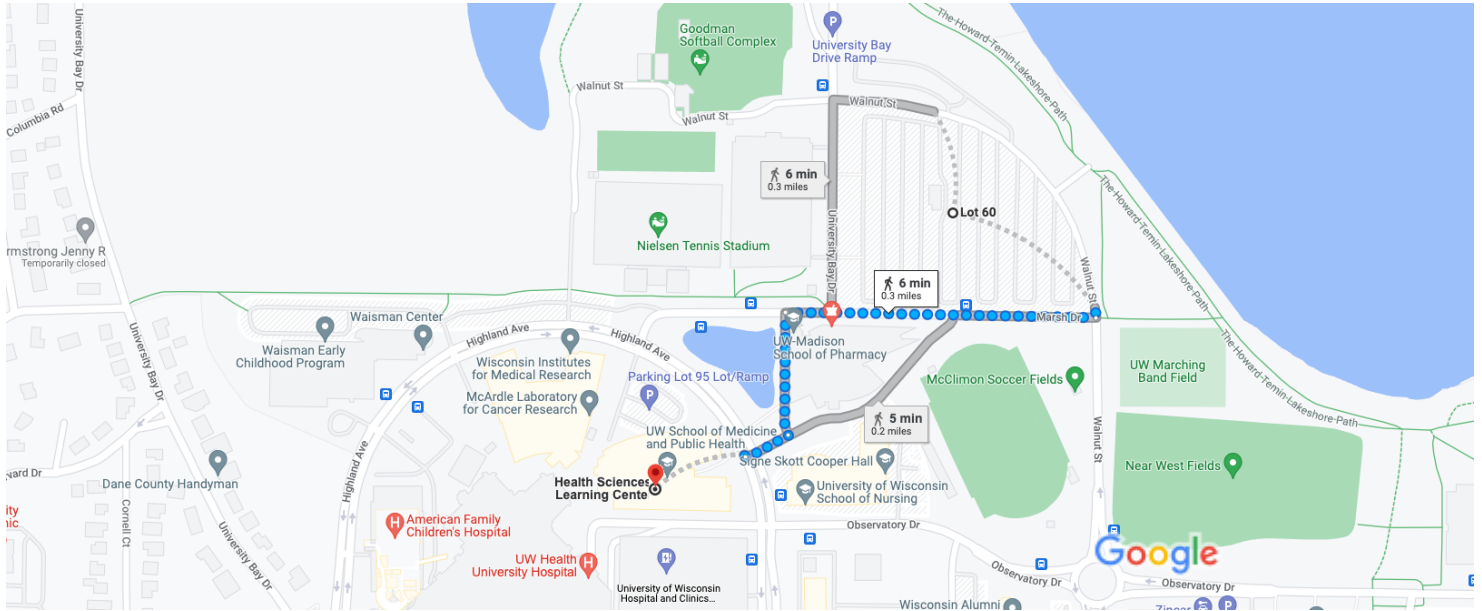 University Bay Dr
Columbia Rd
Goodman
Softball Complex
University Bay
Drive Ramp
Walnut St
Walnut St
Walnut St
The Howard-Temin-Lakeshore-Path
6 min
0.3 miles
Lot 60
The Howard-Temin-Lakeshore-Path
Nielsen Tennis Stadium
University Bay Dr
Walnut St
rmstrong Jenny R
Temporarily closed
6 min
0.3 miles
Marsh Dr
Waisman Center
Waisman Early
Childhood Program
Highland Ave
Highland Ave
Wisconsin Institutes
for Medical Research
UW-Madison
School of Pharmacy
University Bay Dr
Parking Lot 95 Lot/Ramp
McClimon Soccer Fields
UW Marching
Band Field
The Howard-Temin-Lakeshore-Path
McArdle Laboratory
for Cancer Research
5 min
0.2 miles
UW School of Medicine
and Public Health
Walnut St
Signe Skott Cooper Hall
Near West Fields
vard Dr
Dane County Handyman
Highland Ave
Health Sciences
Learning Cente
University of Wisconsin
School of Nursing
Cornell Ct
University Bay Dr
ity
nic
American Family
Children's Hospital
Observatory Dr
UW Health
University Hospital
University of Wisconsin
Hospital and Clinics...
Google
Observatory Dr
Observatory Dr
Wisconsin Alumni
Zipcar